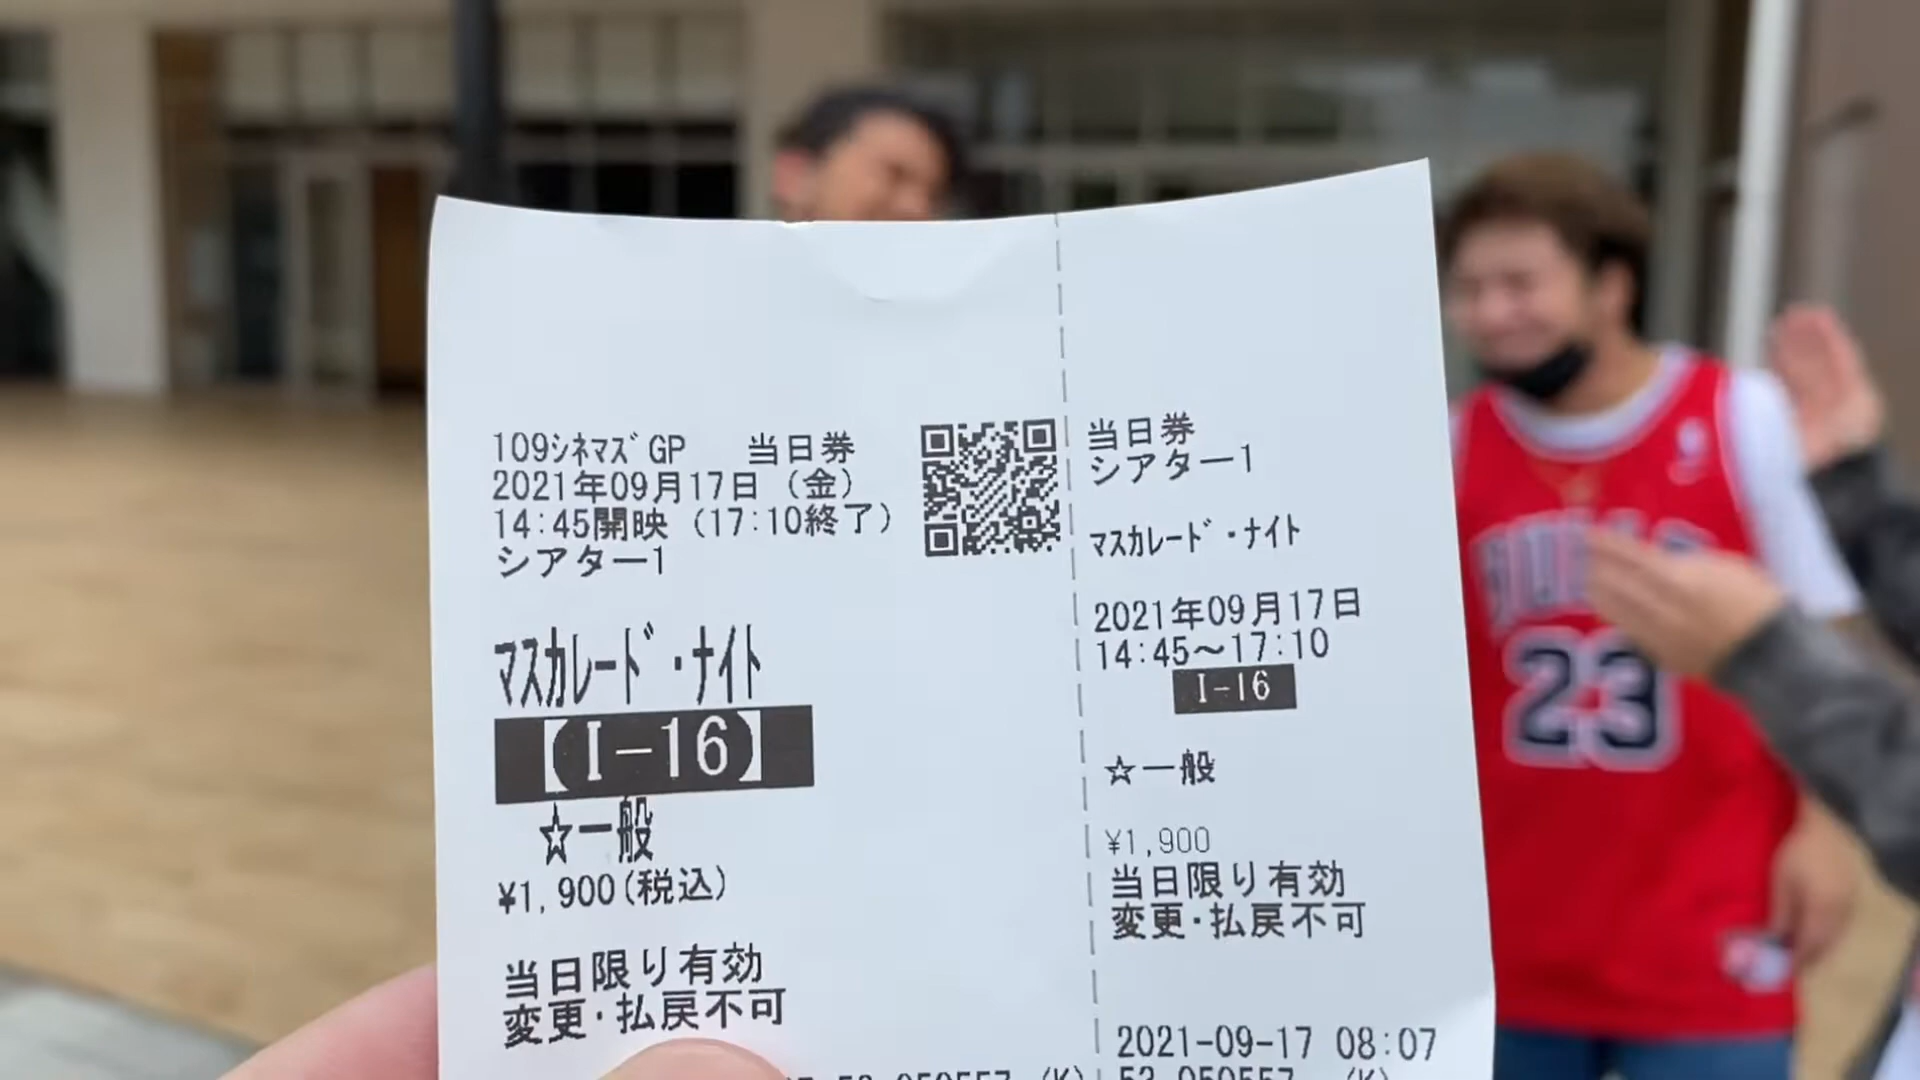 109ｼﾈﾏｽﾞGP 当日券
2021年09月17日（金）
14:45開映（17:10終了）
シアター1
ﾏｽｶﾚｰﾄﾞ・ﾅｲﾄ
【I-16】
☆一般
¥1,900(税込)
当日限り有効
変更・払戻不可
当日券
シアター1
ﾏｽｶﾚｰﾄﾞ・ﾅｲﾄ
2021年09月17日
14:45～17:10
I-16
☆一般
¥1,900
当日限り有効
変更・払戻不可
2021-09-17 08:07
23